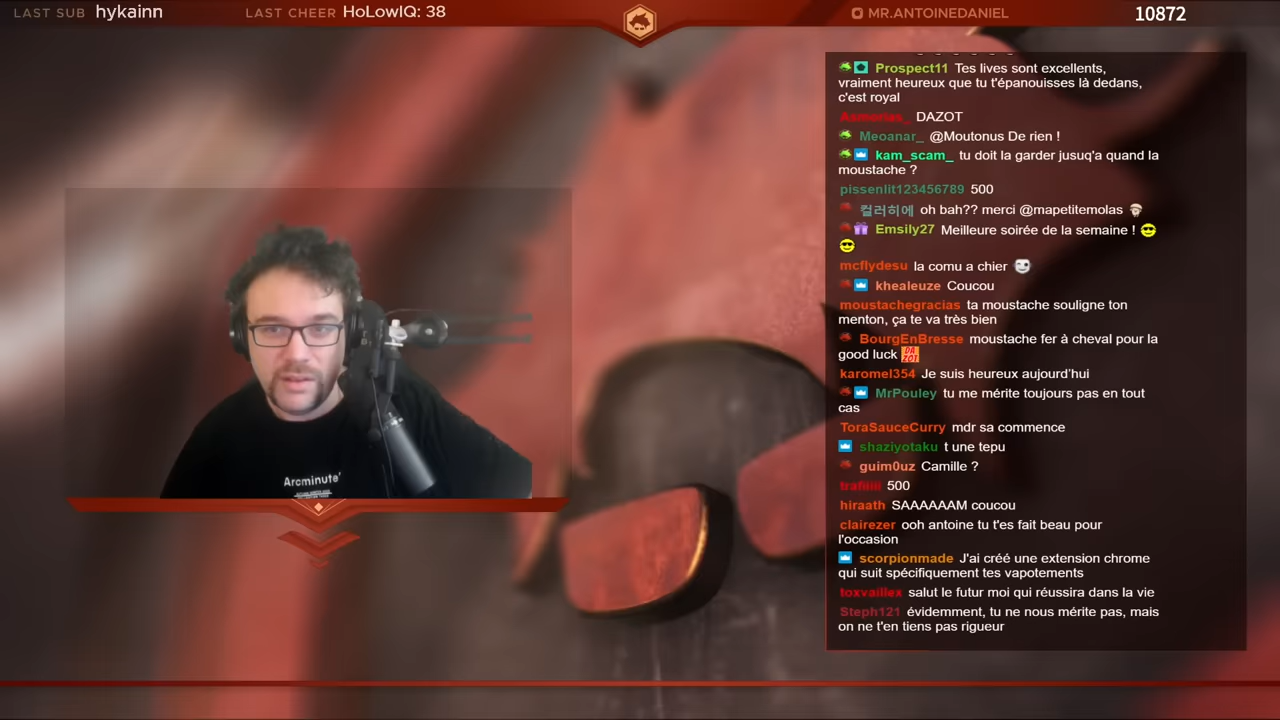 LAST SUB hykainn LAST CHEER HoLowIQ: 38 MR.ANTOINEDANIEL 10872
Prospect11 Tes lives sont excellents,
vraiment heureux que tu t'épanouisses là dedans,
c'est royal
DAZOT
Meoanar_ @Moutonus De rien !
kam_scam_ tu doit la garder jusuq'a quand la
moustache ?
pissenlit123456789 500
컬러히에 oh bah?? merci @mapetitemolas
Emsily27 Meilleure soirée de la semaine !
mcflydesu la comu a chier
khealeuze Coucou
moustachegracias ta moustache souligne ton
menton, ça te va très bien
BourgEnBresse moustache fer à cheval pour la
good luck DAZOT
karomel354 Je suis heureux aujourd'hui
MrPouley tu me mérite toujours pas en tout
cas
ToraSauceCurry mdr sa commence
shaziyotaku t une tepu
guim0uz Camille ?
500
hiraath SAAAAAAM coucou
clairezer ooh antoine tu t'es fait beau pour
l'occasion
scorpionmade J'ai créé une extension chrome
qui suit spécifiquement tes vapotements
toxvaillex salut le futur moi qui réussira dans la vie
Steph121 évidemment, tu ne nous mérite pas, mais
on ne t'en tiens pas rigueur
Arcminute'